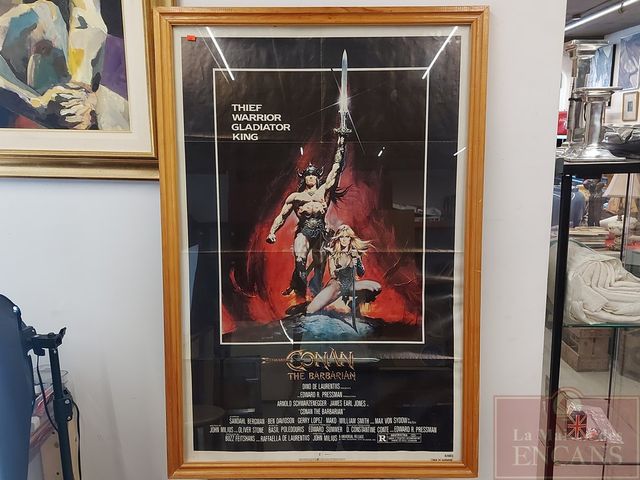 THIEF
WARRIOR
GLADIATOR
KING
CONAN
THE BARBARIAN
DINO DE LAURENTIIS
EDWARD R. PRESSMAN
ARNOLD SCHWARZENEGGER JAMES EARL JONES
"CONAN THE BARBARIAN"
SANDAHL BERGMAN BEN DAVIDSON GERRY LOPEZ MAKO WILLIAM SMITH MAX VON SYDOW
JOHN MILIUS OLIVER STONE BASIL POLEDOURIS EDWARD SUMMER D. CONSTANTINE CONTE EDWARD R. PRESSMAN
BUZZ FEITSHANS RAFFAELLA DE LAURENTIIS JOHN MILIUS
R
La
ENCANS